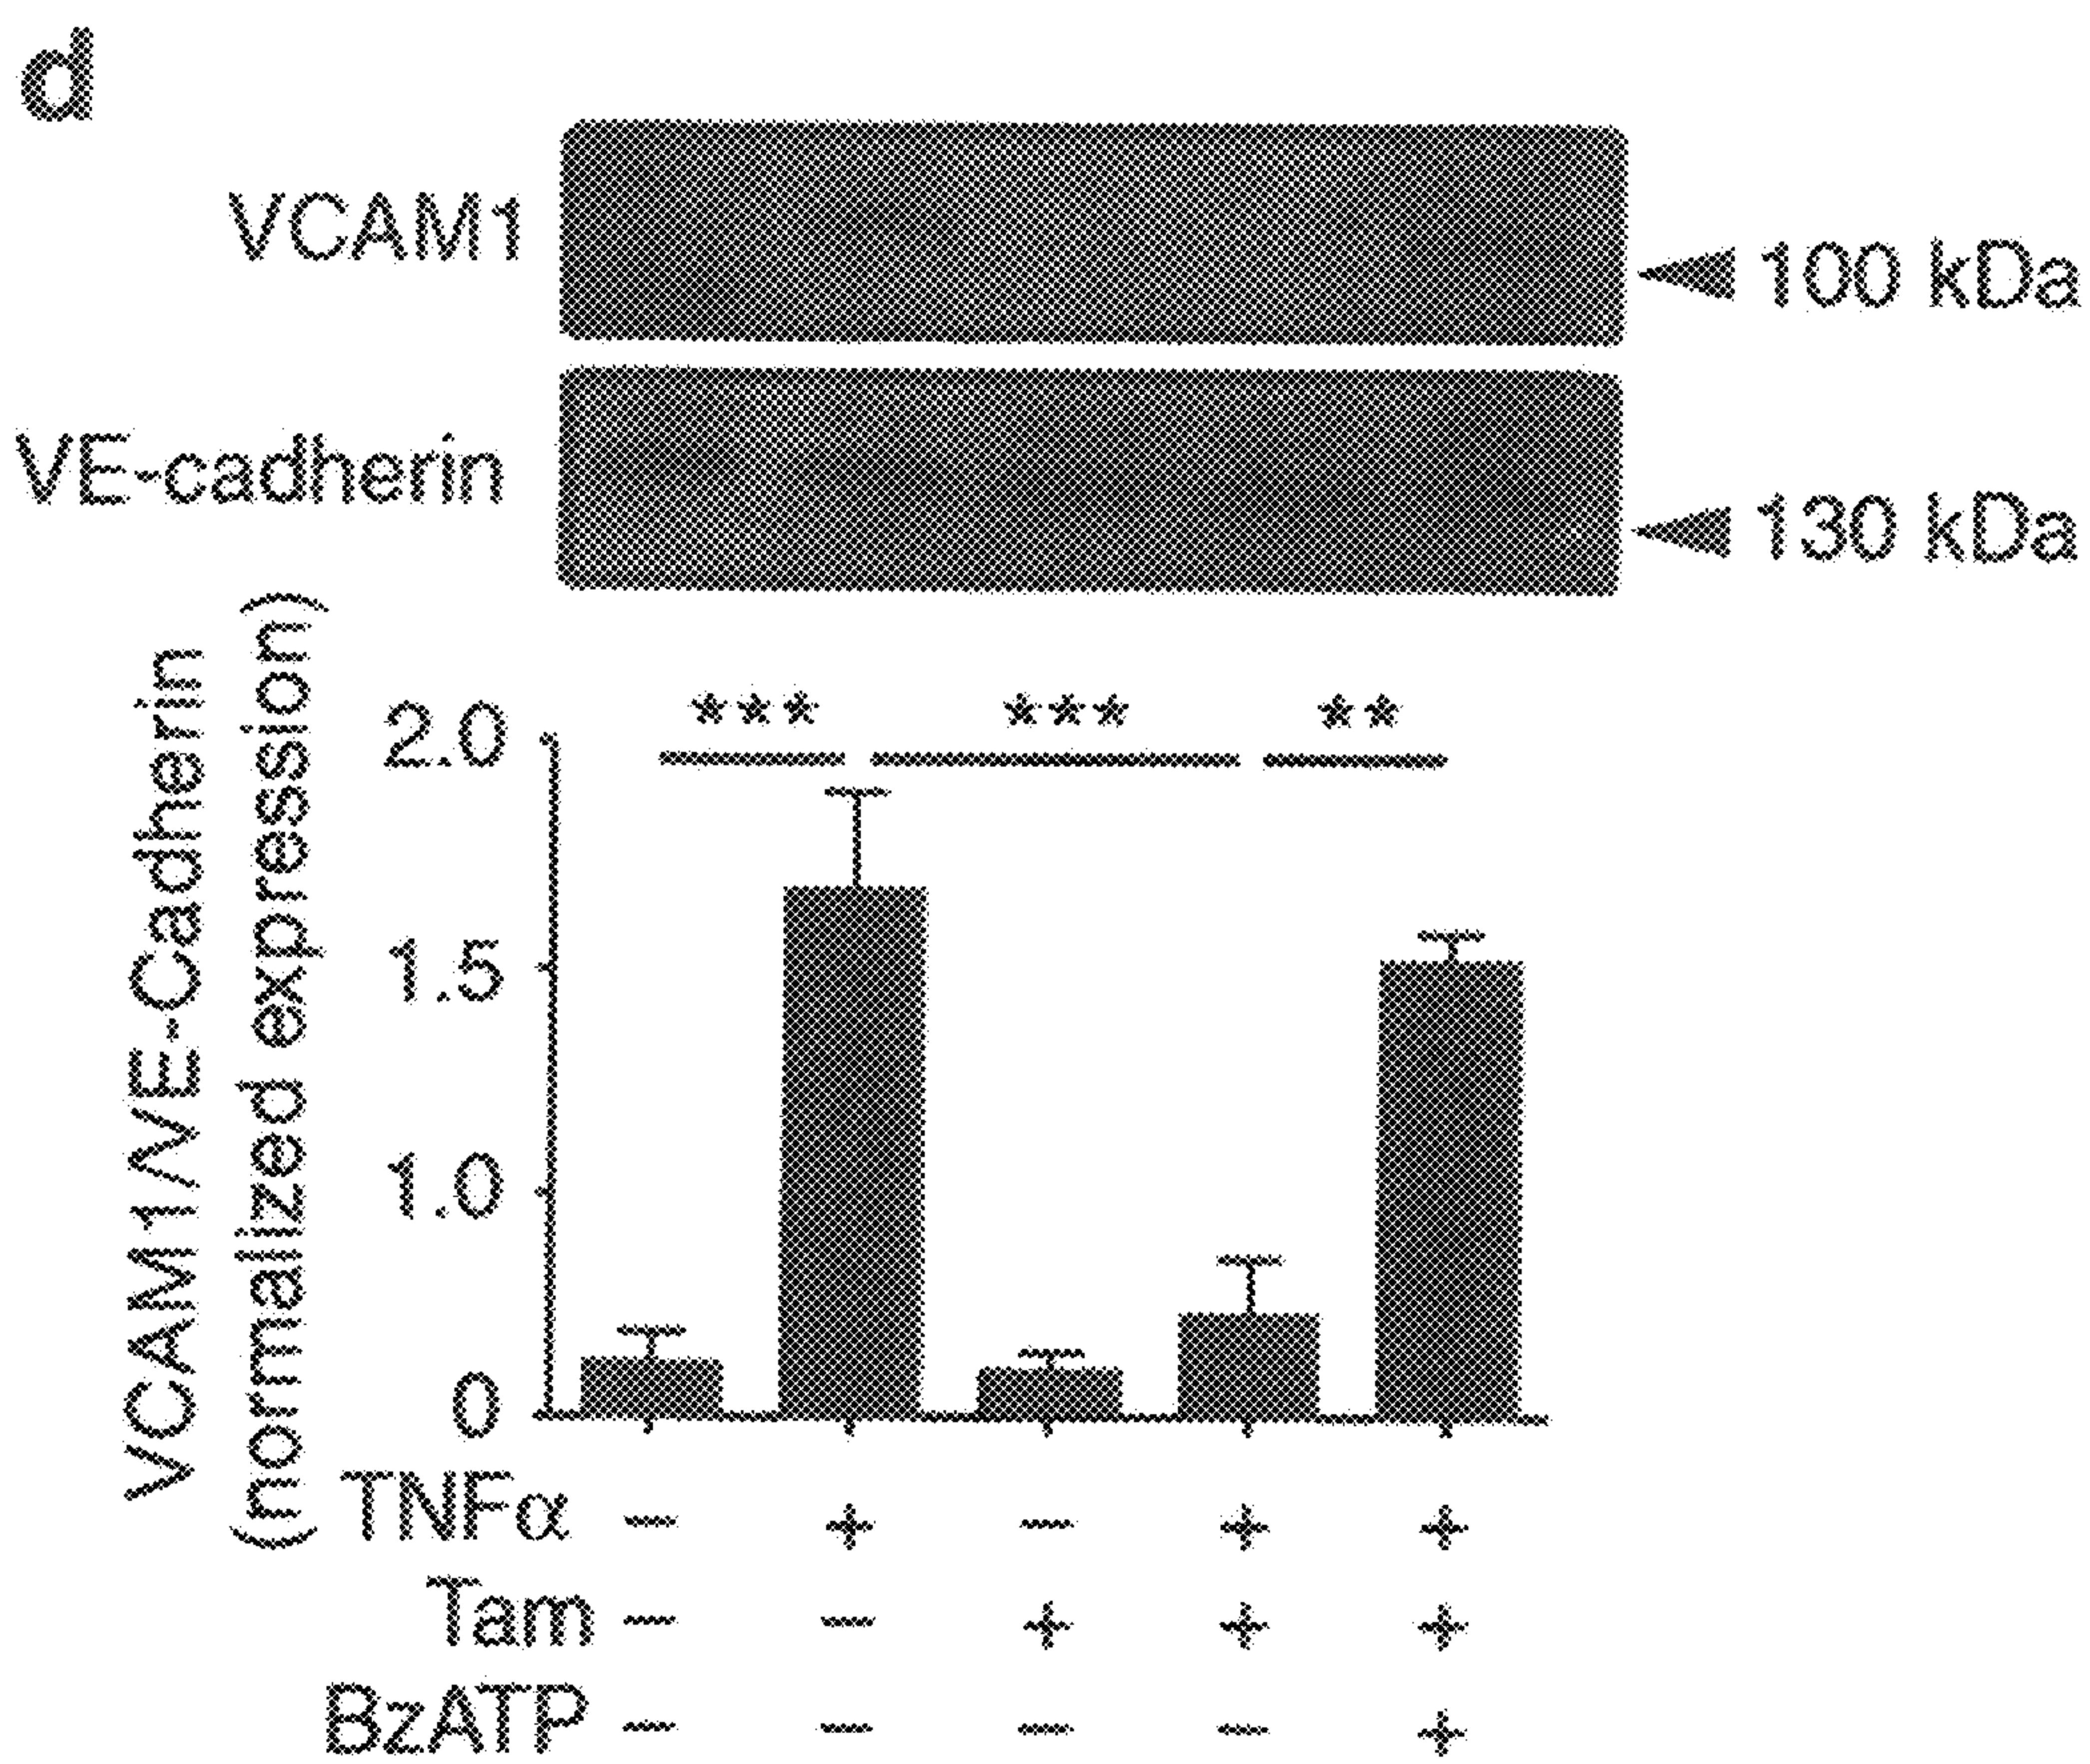 d
VCAM1
100 kDa
VE-cadherin
130 kDa
VCAM1/VE-Cadherin
(normalized expression)
*** *** **
2.0
1.5
1.0
0
TNFα – + – + +
Tam – – + + +
BzATP – – – – +